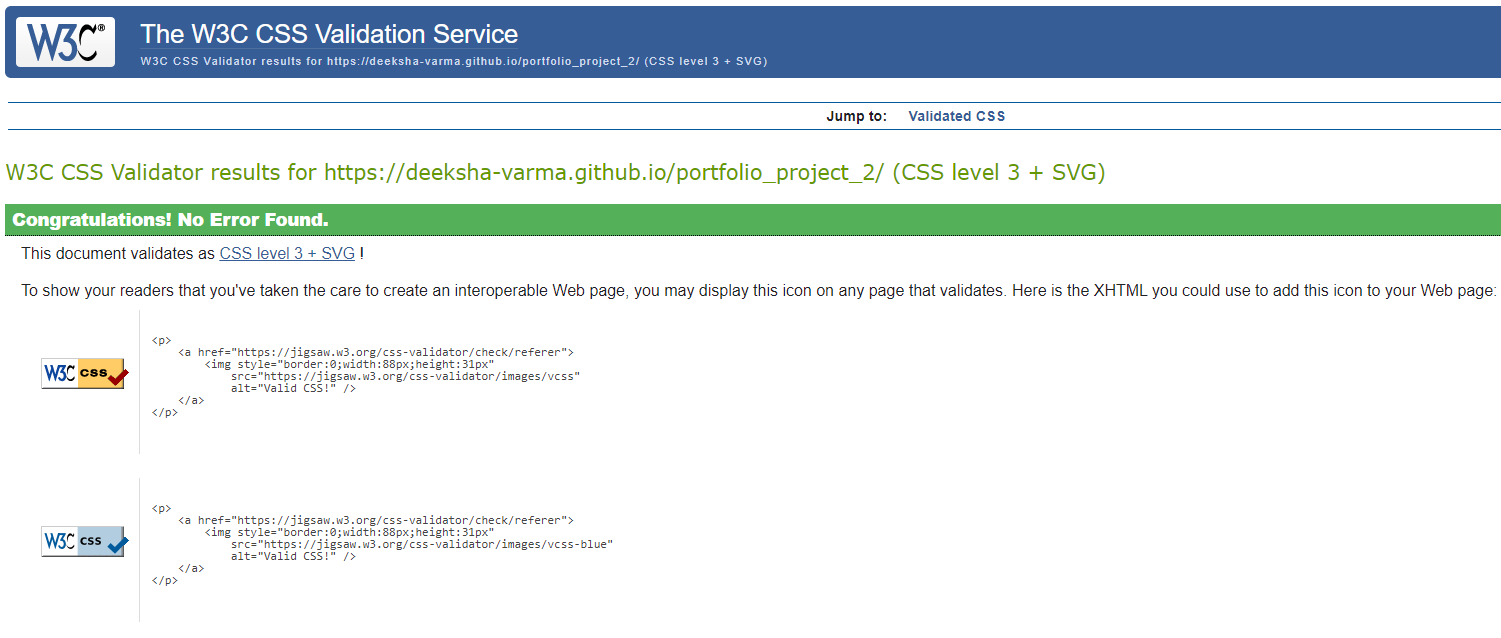 W3C®
The W3C CSS Validation Service
W3C CSS Validator results for https://deeksha-varma.github.io/portfolio_project_2/ (CSS level 3 + SVG)
Jump to: Validated CSS
W3C CSS Validator results for https://deeksha-varma.github.io/portfolio_project_2/ (CSS level 3 + SVG)
Congratulations! No Error Found.
This document validates as CSS level 3 + SVG !
To show your readers that you've taken the care to create an interoperable Web page, you may display this icon on any page that validates. Here is the XHTML you could use to add this icon to your Web page:
W3C css
<p>
<a href="https://jigsaw.w3.org/css-validator/check/referer">
<img style="border:0;width:88px;height:31px"
src="https://jigsaw.w3.org/css-validator/images/vcss"
alt="Valid CSS!" />
</a>
</p>
W3C css
<p>
<a href="https://jigsaw.w3.org/css-validator/check/referer">
<img style="border:0;width:88px;height:31px"
src="https://jigsaw.w3.org/css-validator/images/vcss-blue"
alt="Valid CSS!" />
</a>
</p>